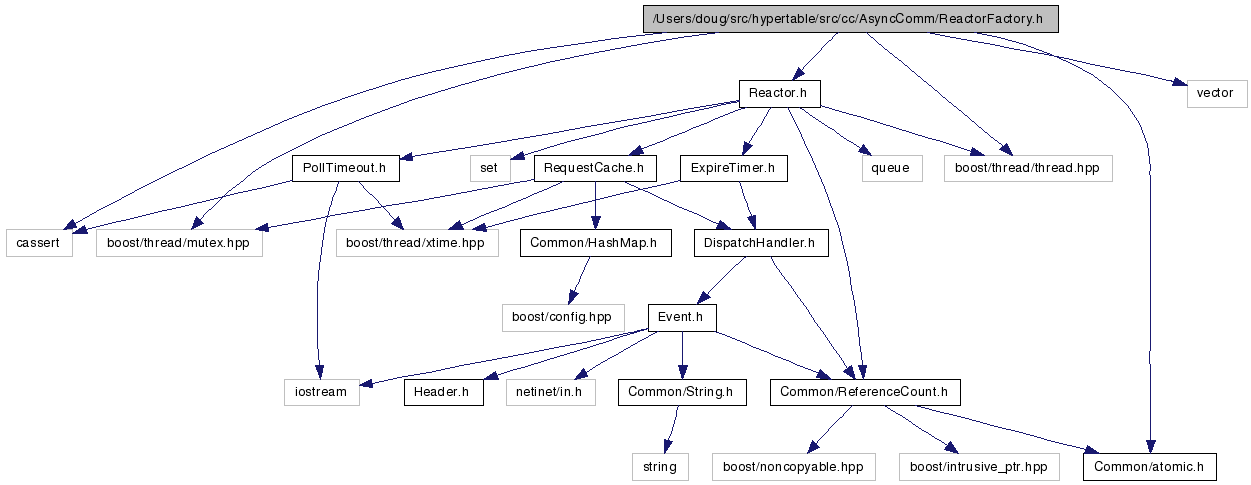 /Users/doug/src/hypertable/src/cc/AsyncComm/ReactorFactory.h
Reactor.h
vector
PollTimeout.h
set
RequestCache.h
ExpireTimer.h
queue
boost/thread/thread.hpp
cassert
boost/thread/mutex.hpp
boost/thread/xtime.hpp
Common/HashMap.h
DispatchHandler.h
boost/config.hpp
Event.h
iostream
Header.h
netinet/in.h
Common/String.h
Common/ReferenceCount.h
string
boost/noncopyable.hpp
boost/intrusive_ptr.hpp
Common/atomic.h